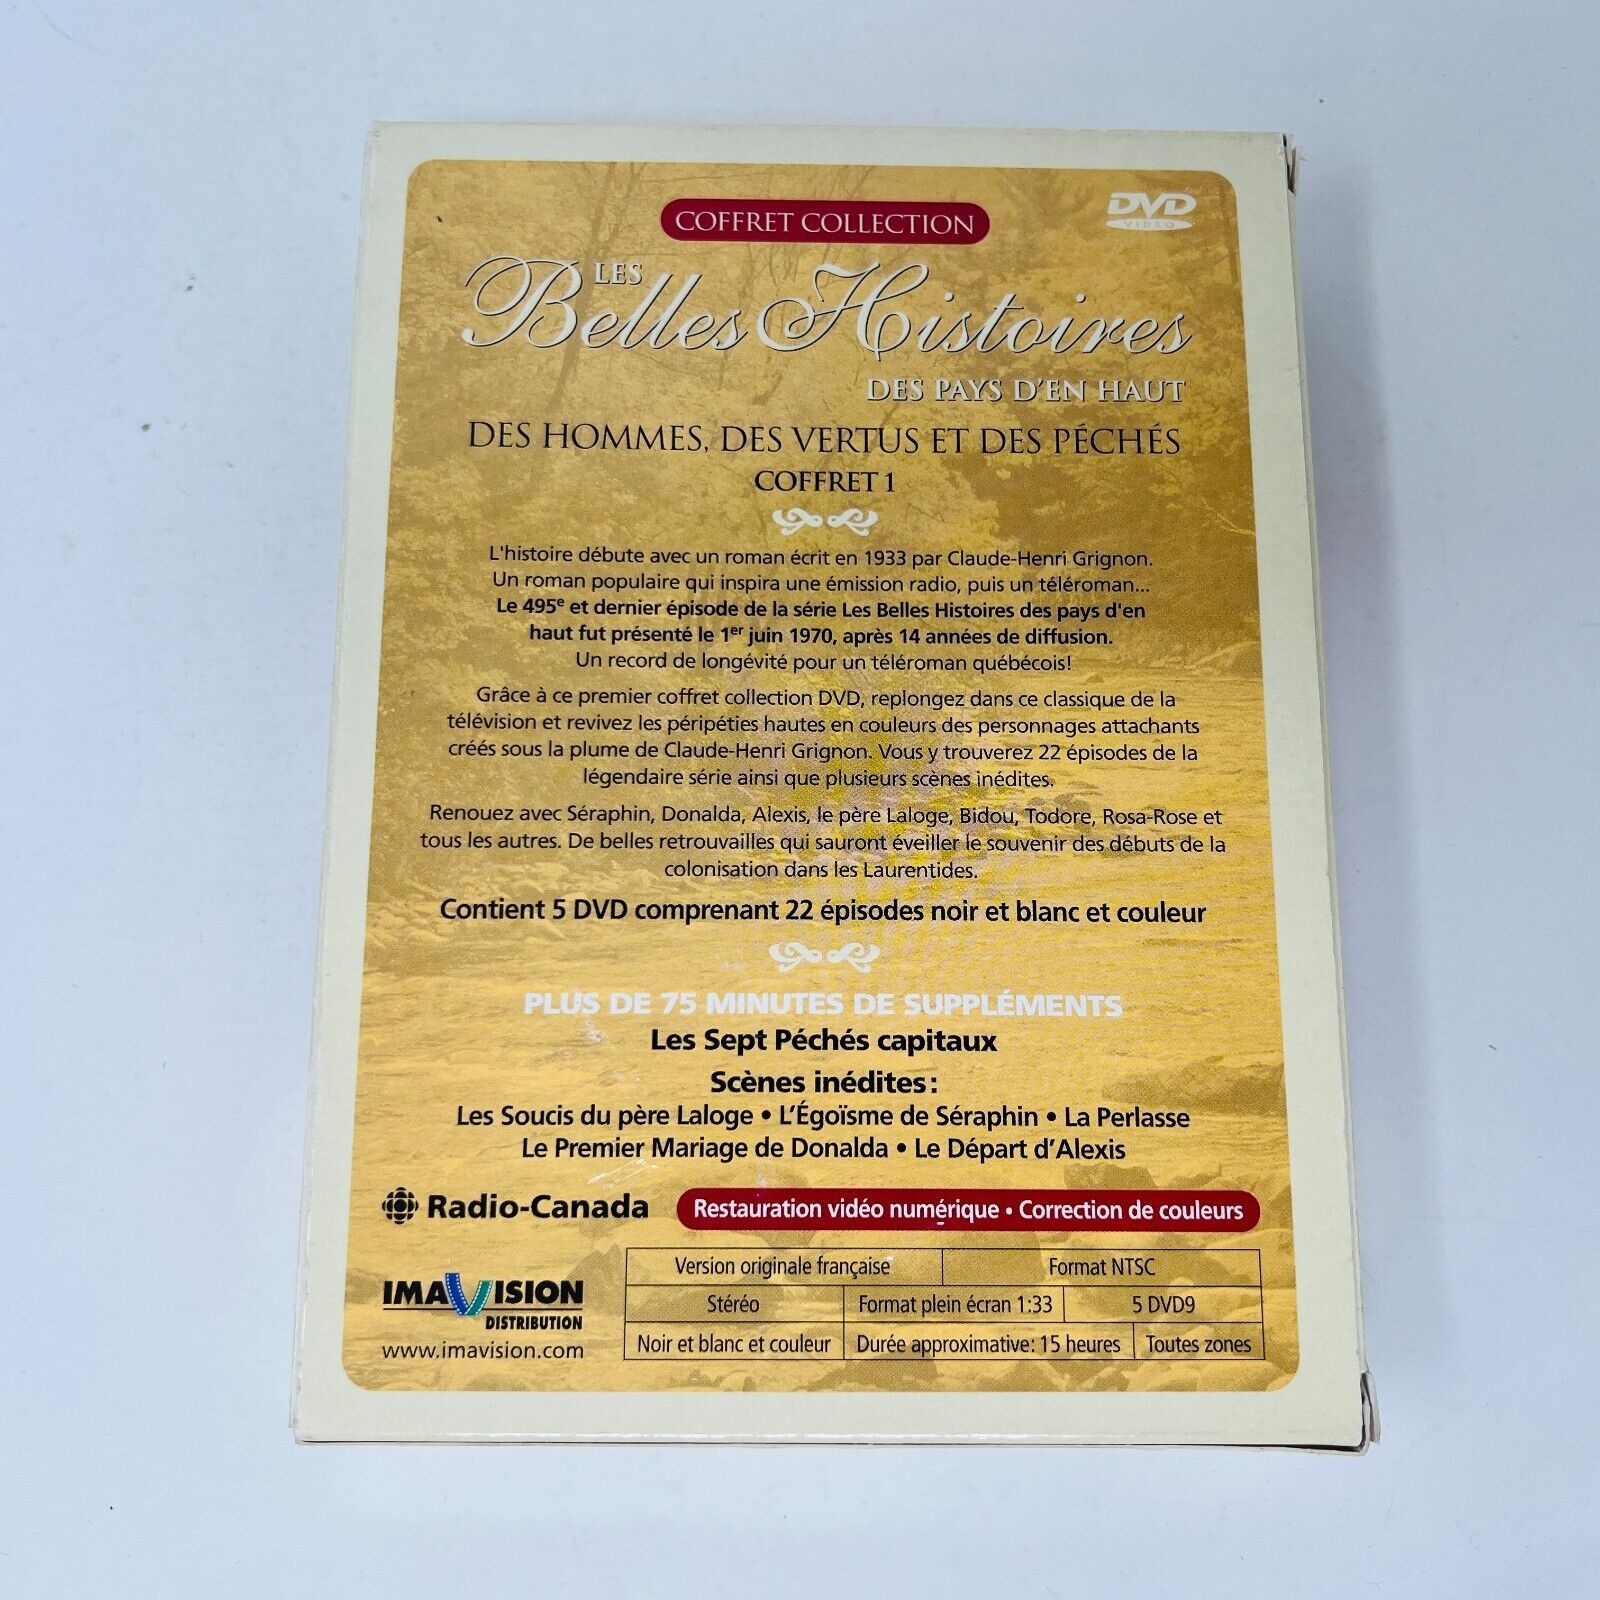 COFFRET COLLECTION
DVD
VIDEO
LES
Belles Histoires
DES PAYS D'EN HAUT
DES HOMMES, DES VERTUS ET DES PÉCHÉS
COFFRET 1
L'histoire débute avec un roman écrit en 1933 par Claude-Henri Grignon.
Un roman populaire qui inspira une émission radio, puis un téléroman...
Le 495e et dernier épisode de la série Les Belles Histoires des pays d'en
haut fut présenté le 1er juin 1970, après 14 années de diffusion.
Un record de longévité pour un téléroman québécois!
Grâce à ce premier coffret collection DVD, replongez dans ce classique de la
télévision et revivez les péripéties hautes en couleurs des personnages attachants
créés sous la plume de Claude-Henri Grignon. Vous y trouverez 22 épisodes de la
légendaire série ainsi que plusieurs scènes inédites.
Renouez avec Séraphin, Donalda, Alexis, le père Laloge, Bidou, Todore, Rosa-Rose et
tous les autres. De belles retrouvailles qui sauront éveiller le souvenir des débuts de la
colonisation dans les Laurentides.
Contient 5 DVD comprenant 22 épisodes noir et blanc et couleur
PLUS DE 75 MINUTES DE SUPPLÉMENTS
Les Sept Péchés capitaux
Scènes inédites:
Les Soucis du père Laloge • L'Égoïsme de Séraphin • La Perlasse
Le Premier Mariage de Donalda • Le Départ d'Alexis
Radio-Canada
Restauration vidéo numérique • Correction de couleurs
IMAVISION
DISTRIBUTION
www.imavision.com
Version originale française Format NTSC
Stéréo Format plein écran 1:33 5 DVD9
Noir et blanc et couleur Durée approximative: 15 heures Toutes zones